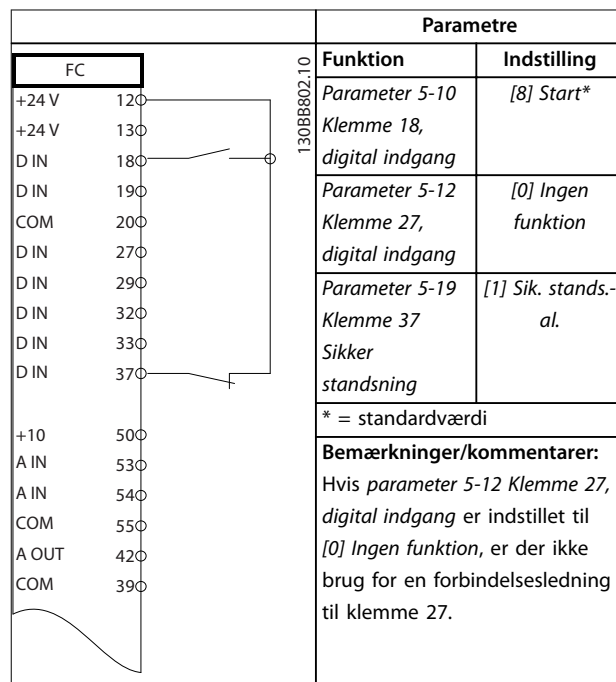 Parametre
FC
130BB802.10
Funktion Indstilling
+24 V 12
+24 V 13
D IN 18
D IN 19
COM 20
D IN 27
D IN 29
D IN 32
D IN 33
D IN 37
+10 50
A IN 53
A IN 54
COM 55
A OUT 42
COM 39
Parameter 5-10 [8] Start*
Klemme 18,
digital indgang
Parameter 5-12 [0] Ingen
Klemme 27, funktion
digital indgang
Parameter 5-19 [1] Sik. stands.-
Klemme 37 al.
Sikker
standsning
* = standardværdi
Bemærkninger/kommentarer:
Hvis parameter 5-12 Klemme 27,
digital indgang er indstillet til
[0] Ingen funktion, er der ikke
brug for en forbindelsesledning
til klemme 27.